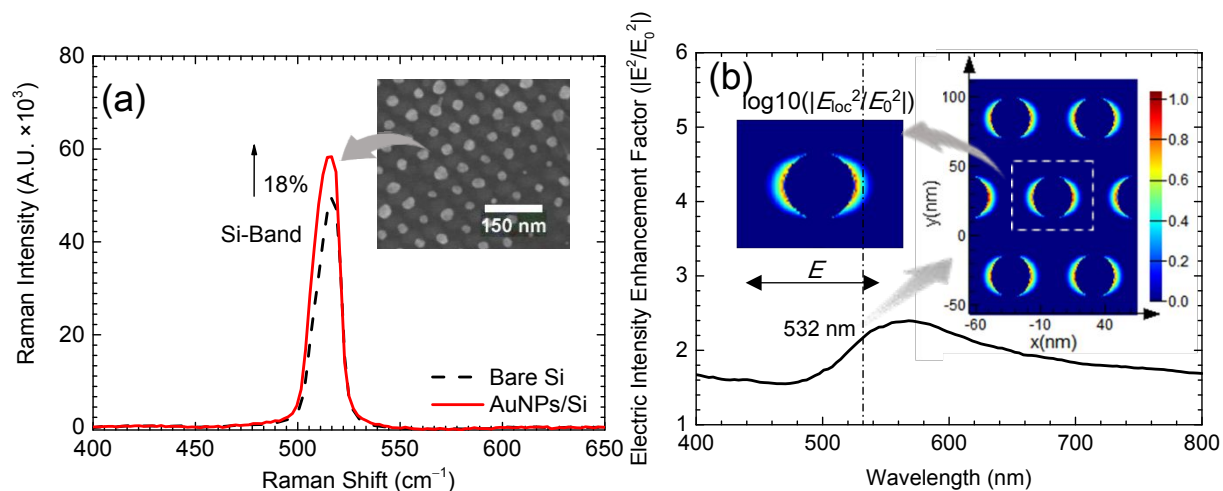 (a)
Raman Intensity (A.U. ×10³)
80
60
40
20
0
18%
Si-Band
150 nm
Bare Si
AuNPs/Si
400 450 500 550 600 650
Raman Shift (cm⁻¹)
(b)
Electric Intensity Enhancement Factor (|E²/E₀²|)
6
5
4
3
2
1
log10(|E_loc²/E₀²|)
E
532 nm
y(nm)
100
50
0
-50
-60 -10 40
x(nm)
1.0
0.8
0.6
0.4
0.2
0.0
400 500 600 700 800
Wavelength (nm)